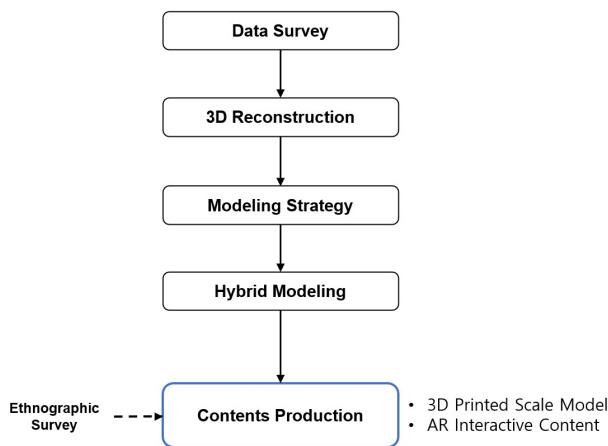 Data Survey
3D Reconstruction
Modeling Strategy
Hybrid Modeling
Ethnographic
Survey
Contents Production
• 3D Printed Scale Model
• AR Interactive Content